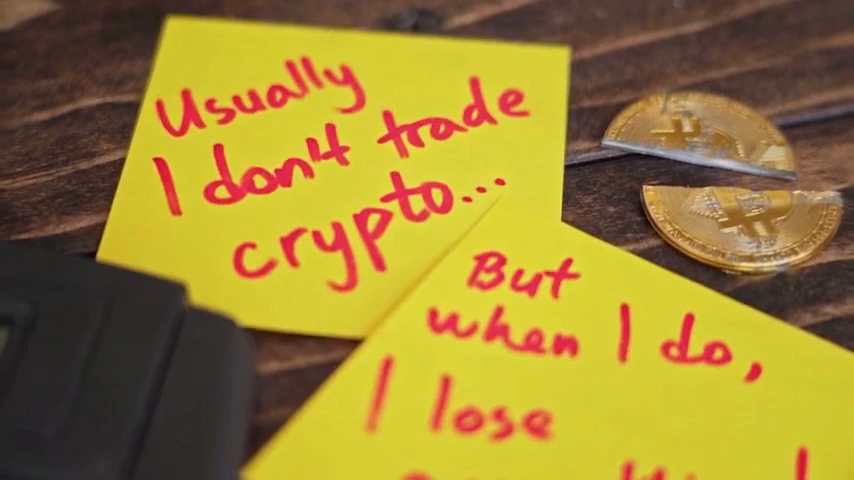 Usually
I don't trade
crypto...
But
when I do,
I lose